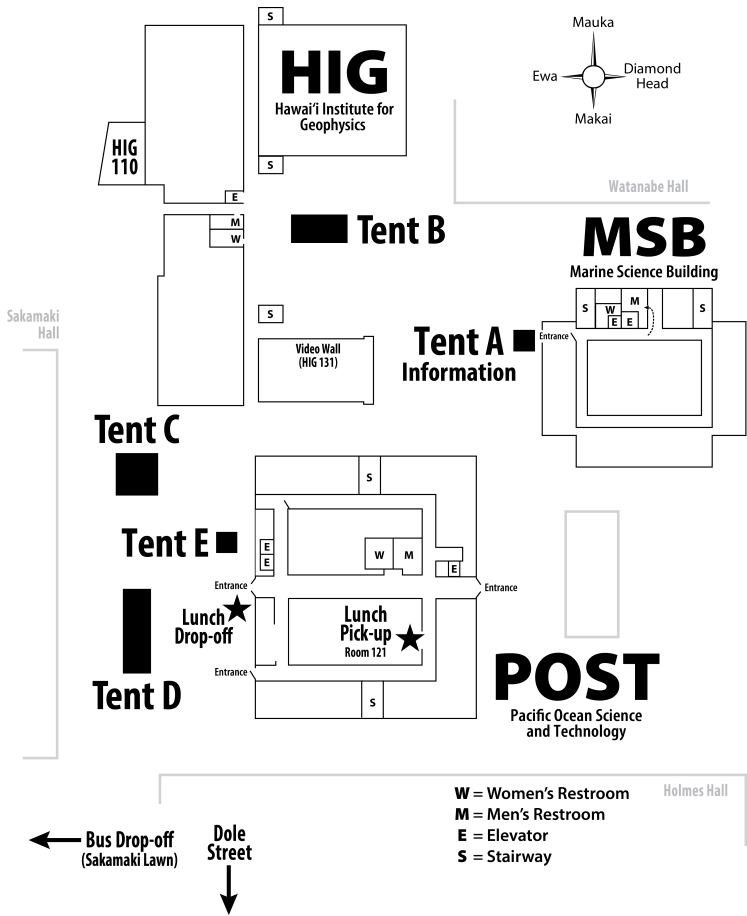 S
HIG
Hawai‘i Institute for
Geophysics
S
Mauka
Ewa
Diamond
Head
Makai
HIG
110
E
M
W
Tent B
Watanabe Hall
MSB
Marine Science Building
S
W
M
E
E
S
Entrance
Sakamaki
Hall
S
Video Wall
(HIG 131)
Tent A
Information
Tent C
S
Tent E
E
E
W
M
E
Entrance
Entrance
Lunch
Drop-off
Lunch
Pick-up
Room 121
Entrance
Tent D
S
POST
Pacific Ocean Science
and Technology
Holmes Hall
W = Women’s Restroom
M = Men’s Restroom
E = Elevator
S = Stairway
Bus Drop-off
(Sakamaki Lawn)
Dole
Street